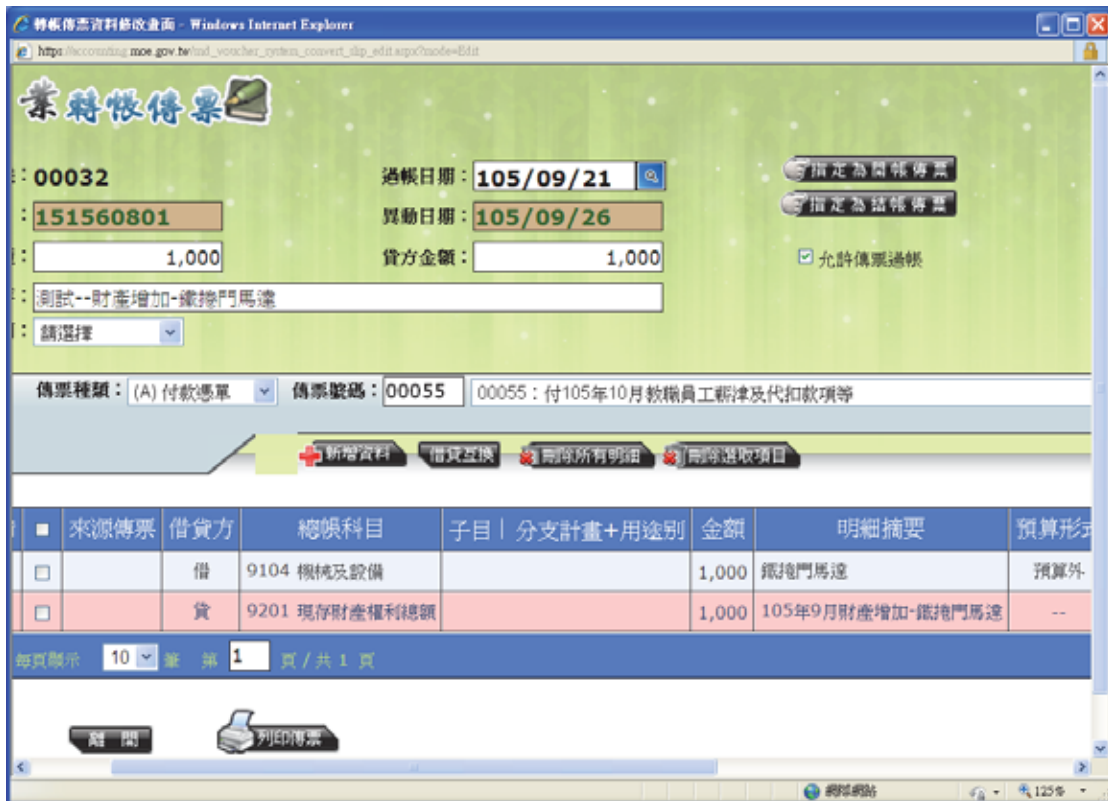 轉帳傳票資料修改畫面 - Windows Internet Explorer
https://accounting.moe.gov.tw/tnd_voucher_system_convert_slip_edit.aspx?mode=Edit
業轉帳傳票
：00032 過帳日期：105/09/21 指定為開帳傳票
：151560801 異動日期：105/09/26 指定為結帳傳票
：1,000 貸方金額：1,000 允許傳票過帳
：測試--財產增加-鐵捲門馬達
：請選擇
傳票種類：(A) 付款憑單 傳票號碼：00055 00055：付105年10月教職員工薪津及代扣款項等
新增資料 借貸互換 刪除所有明細 刪除選取項目
來源傳票 借貸方 總帳科目 子目｜分支計畫+用途別 金額 明細摘要 預算形式
借 9104 機械及設備 1,000 鐵捲門馬達 預算外
貸 9201 現存財產權利總額 1,000 105年9月財產增加-鐵捲門馬達 --
每頁顯示 10 筆 第 1 頁/共 1 頁
離 開 列印傳票
網際網路 125%